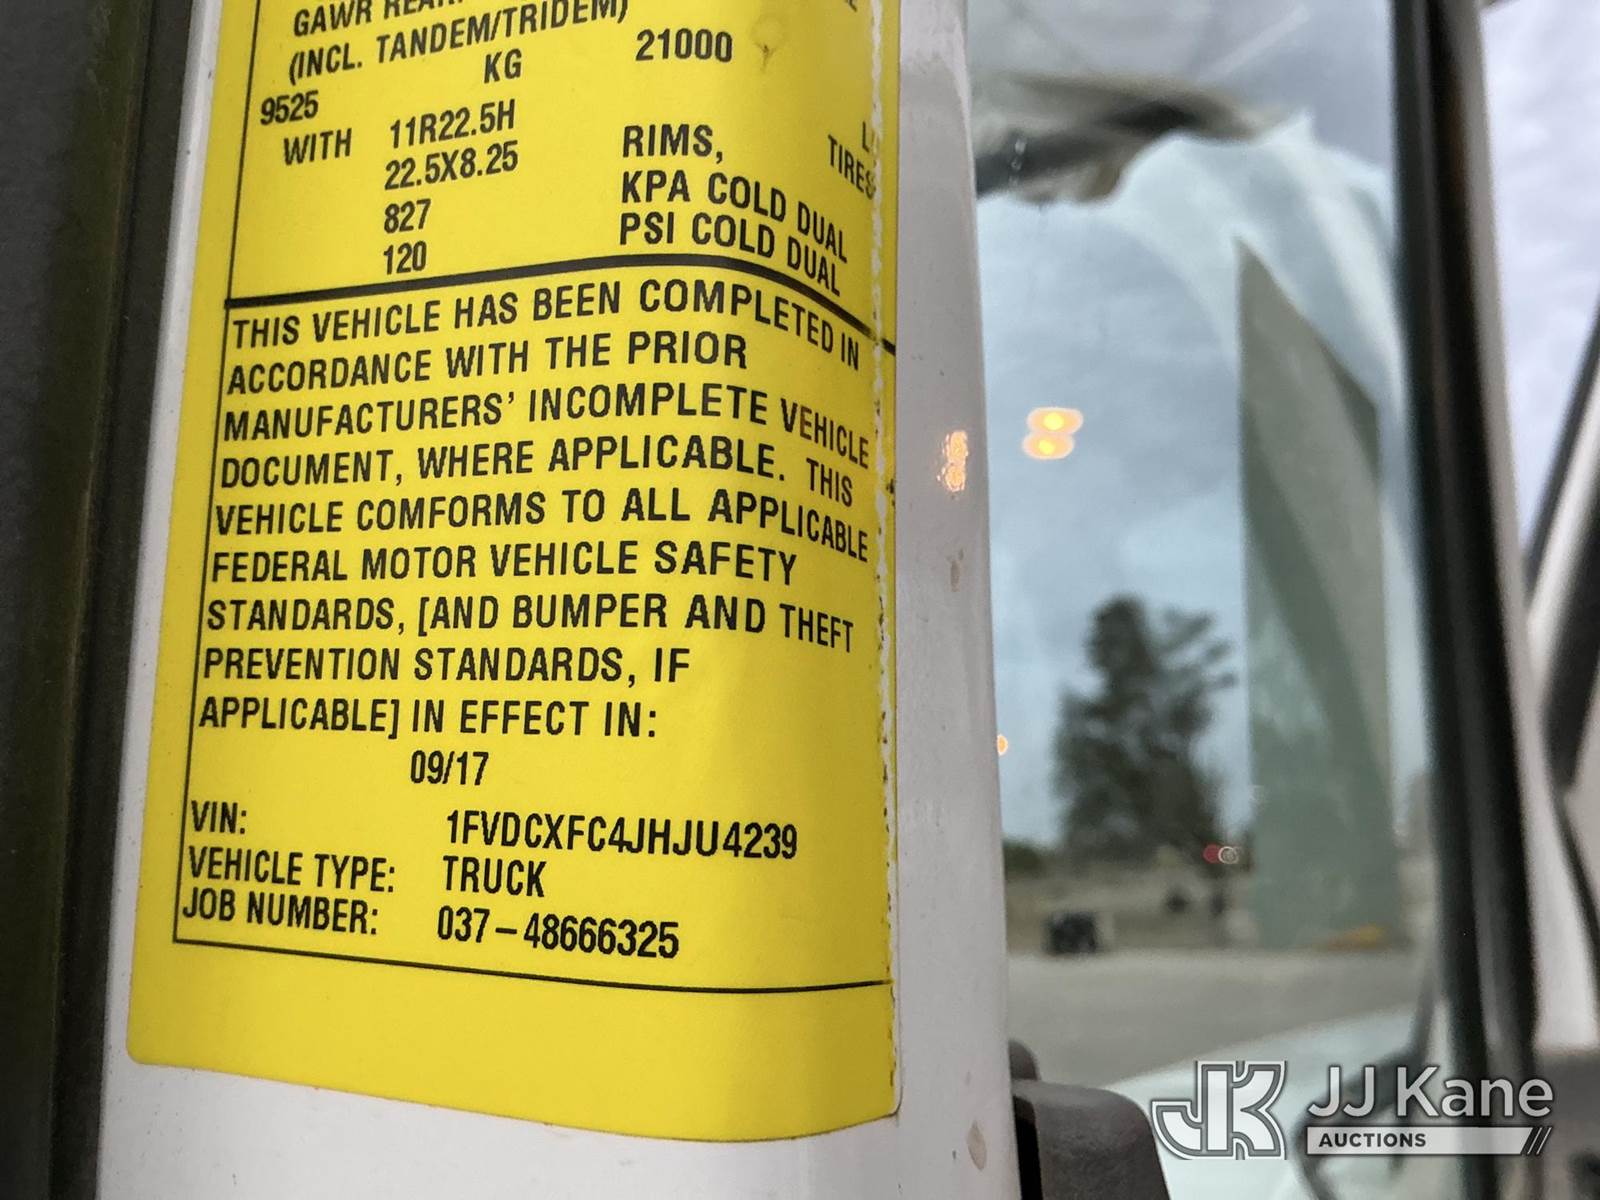 GAWR REAR
(INCL. TANDEM/TRIDEM)
KG 21000
9525
WITH 11R22.5H TIRES
22.5X8.25 RIMS,
827 KPA COLD DUAL
120 PSI COLD DUAL
THIS VEHICLE HAS BEEN COMPLETED IN
ACCORDANCE WITH THE PRIOR
MANUFACTURERS' INCOMPLETE VEHICLE
DOCUMENT, WHERE APPLICABLE. THIS
VEHICLE COMFORMS TO ALL APPLICABLE
FEDERAL MOTOR VEHICLE SAFETY
STANDARDS, [AND BUMPER AND THEFT
PREVENTION STANDARDS, IF
APPLICABLE] IN EFFECT IN:
09/17
VIN: 1FVDCXFC4JHJU4239
VEHICLE TYPE: TRUCK
JOB NUMBER: 037-48666325
JK JJ Kane
AUCTIONS